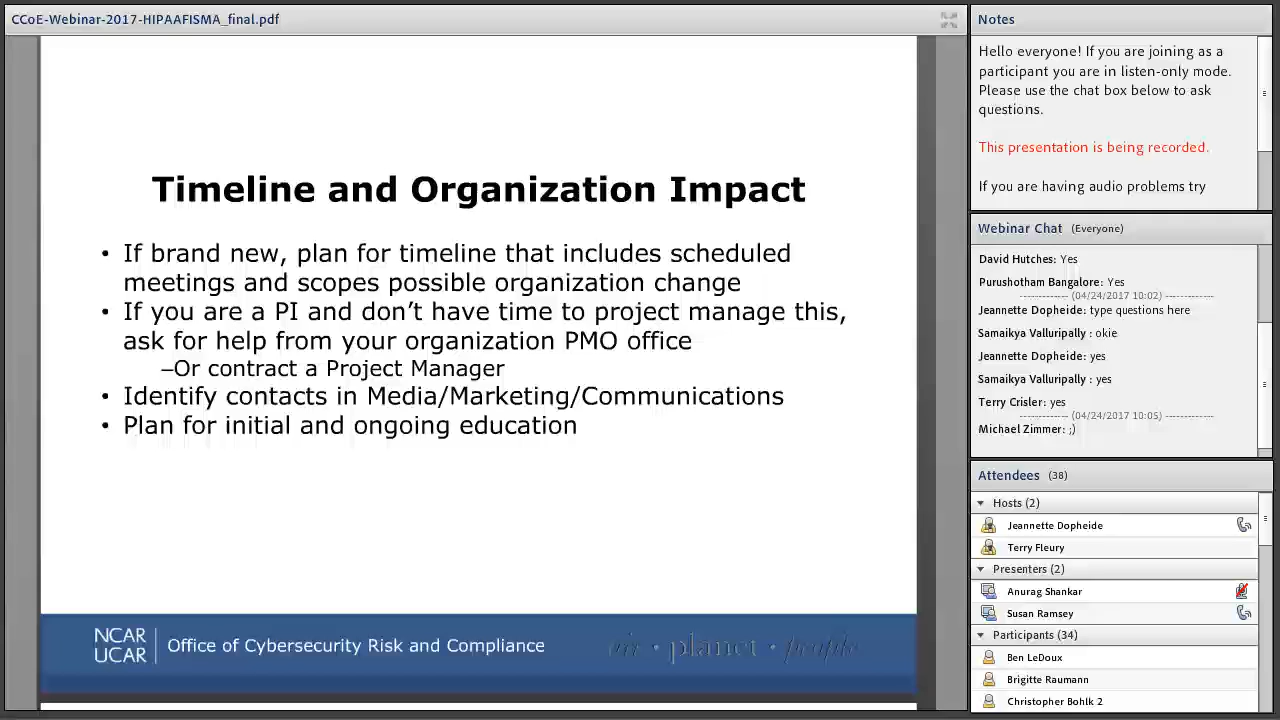 CCoE-Webinar-2017-HIPAAFISMA_final.pdf
Timeline and Organization Impact
• If brand new, plan for timeline that includes scheduled
meetings and scopes possible organization change
• If you are a PI and don’t have time to project manage this,
ask for help from your organization PMO office
–Or contract a Project Manager
• Identify contacts in Media/Marketing/Communications
• Plan for initial and ongoing education
NCAR
UCAR
Office of Cybersecurity Risk and Compliance
air • planet • people
Notes
Hello everyone! If you are joining as a
participant you are in listen-only mode.
Please use the chat box below to ask
questions.
This presentation is being recorded.
If you are having audio problems try
Webinar Chat (Everyone)
David Hutches: Yes
Purushotham Bangalore: Yes
------------ (04/24/2017 10:02) ------------
Jeannette Dopheide: type questions here
Samaikya Valluripally : okie
Jeannette Dopheide: yes
Samaikya Valluripally : yes
Terry Crisler: yes
------------ (04/24/2017 10:05) ------------
Michael Zimmer: ;)
Attendees (38)
Hosts (2)
Jeannette Dopheide
Terry Fleury
Presenters (2)
Anurag Shankar
Susan Ramsey
Participants (34)
Ben LeDoux
Brigitte Raumann
Christopher Bohlk 2